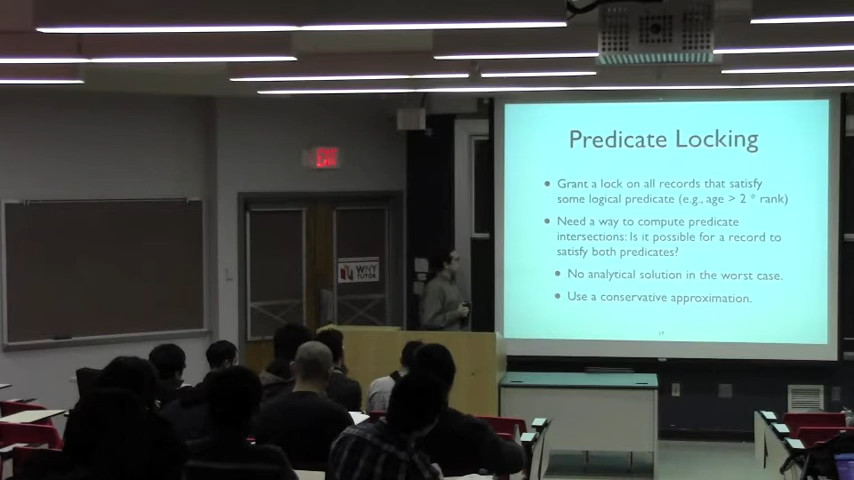 EXIT
WNY
TUTOR
Predicate Locking
• Grant a lock on all records that satisfy
some logical predicate (e.g., age > 2 * rank)
• Need a way to compute predicate
intersections: Is it possible for a record to
satisfy both predicates?
• No analytical solution in the worst case.
• Use a conservative approximation.